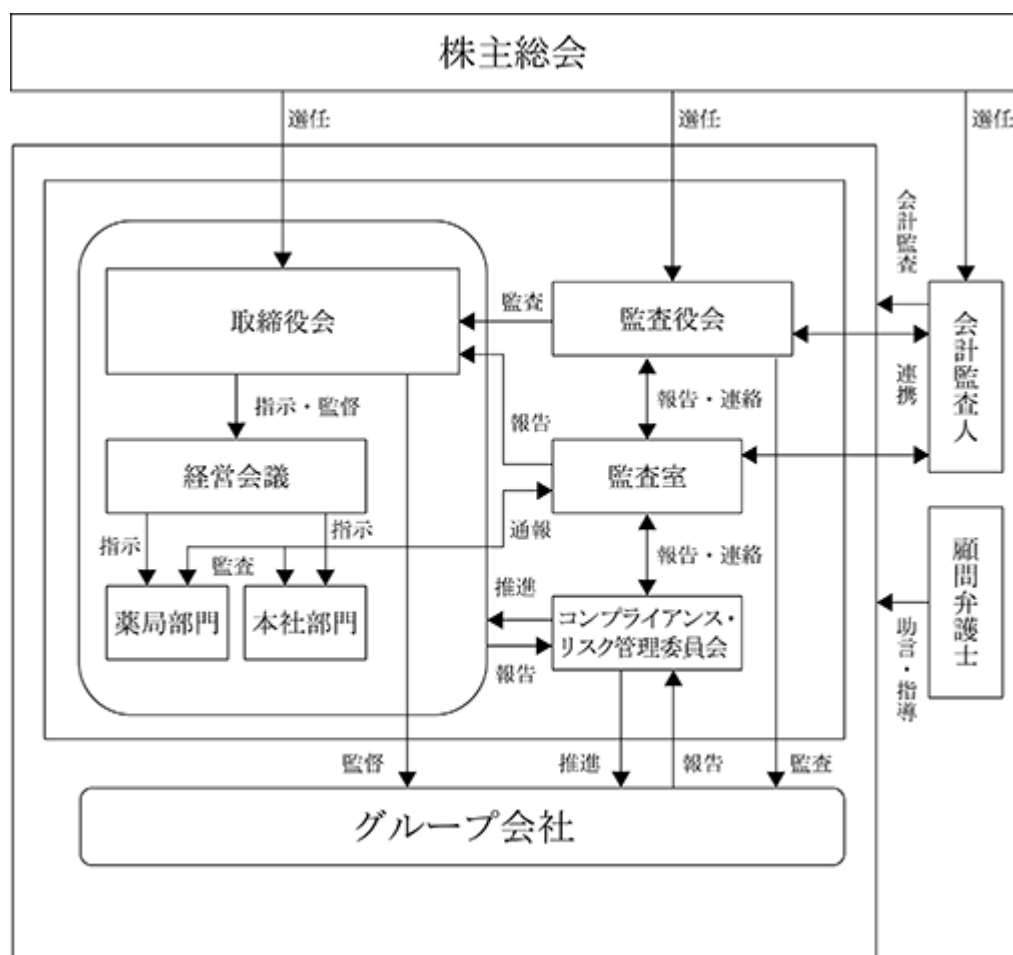 株主総会
選任
選任
選任
会計監査
取締役会
監査
監査役会
会計監査人
連携
指示・監督
報告
報告・連絡
経営会議
監査室
指示
指示
通報
監査
報告・連絡
顧問弁護士
薬局部門
本社部門
推進
コンプライアンス・
リスク管理委員会
報告
助言・指導
監督
推進
報告
監査
グループ会社